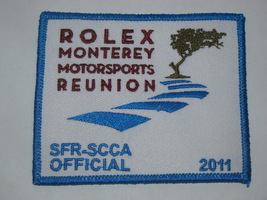 ROLEX
MONTEREY
MOTORSPORTS
REUNION
SFR-SCCA
OFFICIAL 2011